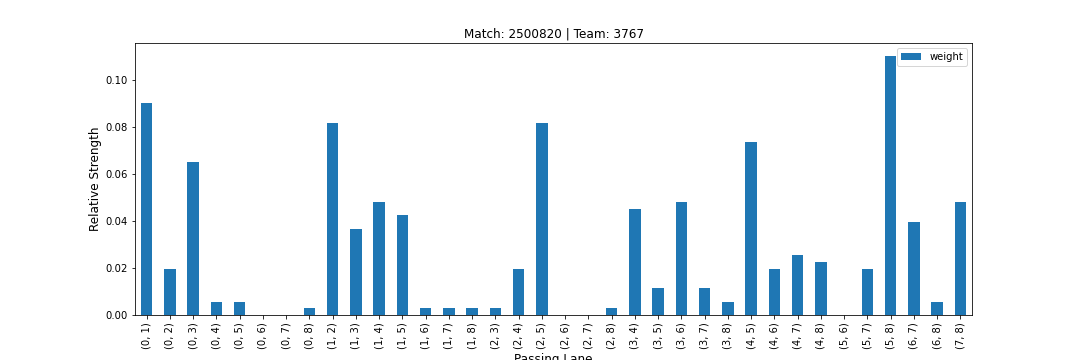 Match: 2500820 | Team: 3767
weight
Relative Strength
0.10
0.08
0.06
0.04
0.02
0.00
(0, 1) (0, 2) (0, 3) (0, 4) (0, 5) (0, 6) (0, 7) (0, 8) (1, 2) (1, 3) (1, 4) (1, 5) (1, 6) (1, 7) (1, 8) (2, 3) (2, 4) (2, 5) (2, 6) (2, 7) (2, 8) (3, 4) (3, 5) (3, 6) (3, 7) (3, 8) (4, 5) (4, 6) (4, 7) (4, 8) (5, 6) (5, 7) (5, 8) (6, 7) (6, 8) (7, 8)
Passing Lane